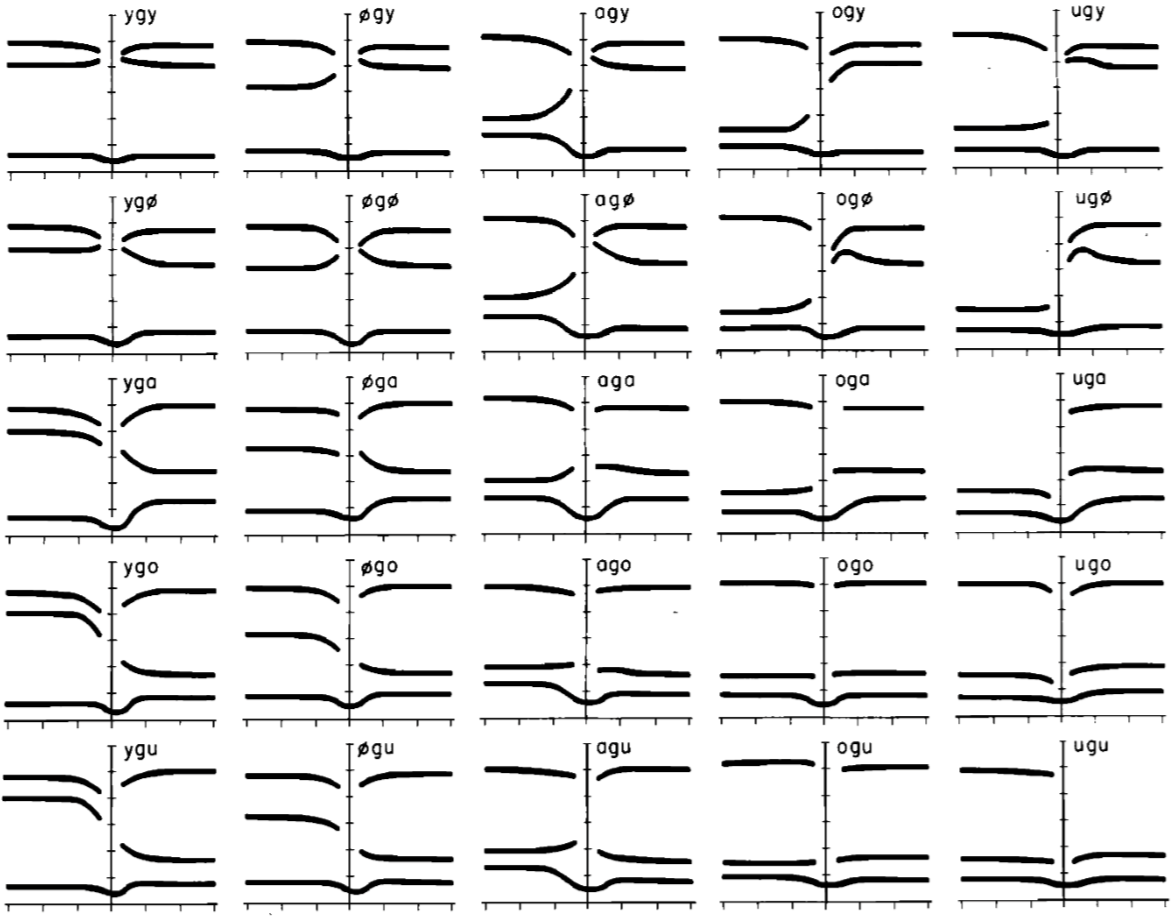 ygy øgy agy ogy ugy
ygø øgø agø ogø ugø
yga øga aga oga uga
ygo øgo ago ogo ugo
ygu øgu agu ogu ugu